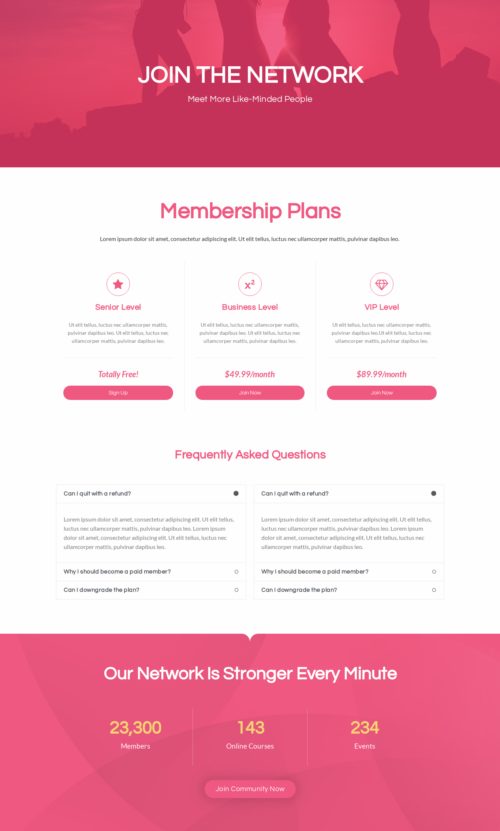 JOIN THE NETWORK
Meet More Like-Minded People
Membership Plans
Lorem ipsum dolor sit amet, consectetur adipiscing elit. Ut elit tellus, luctus nec ullamcorper mattis, pulvinar dapibus leo.
Senior Level
Ut elit tellus, luctus nec ullamcorper mattis,
pulvinar dapibus leo. Ut elit tellus, luctus nec,
ullamcorper mattis, pulvinar dapibus leo.
Totally Free!
Sign Up
x²
Business Level
Ut elit tellus, luctus nec ullamcorper mattis,
pulvinar dapibus leo. Ut elit tellus, luctus nec
ullamcorper mattis, pulvinar dapibus leo.
$49.99/month
Join Now
VIP Level
Ut elit tellus, luctus nec ullamcorper mattis,
pulvinar dapibus leo.Ut elit tellus, luctus nec
ullamcorper mattis, pulvinar dapibus leo.
$89.99/month
Join Now
Frequently Asked Questions
Can I quit with a refund?
Lorem ipsum dolor sit amet, consectetur adipiscing elit. Ut elit tellus,
luctus nec ullamcorper mattis, pulvinar dapibus leo. Lorem ipsum
dolor sit amet, consectetur adipiscing elit. Ut elit tellus, luctus nec
ullamcorper mattis, pulvinar dapibus leo.
Why I should become a paid member?
Can I downgrade the plan?
Can I quit with a refund?
Lorem ipsum dolor sit amet, consectetur adipiscing elit. Ut elit tellus,
luctus nec ullamcorper mattis, pulvinar dapibus leo. Lorem ipsum
dolor sit amet, consectetur adipiscing elit. Ut elit tellus, luctus nec
ullamcorper mattis, pulvinar dapibus leo.
Why I should become a paid member?
Can I downgrade the plan?
Our Network Is Stronger Every Minute
23,300
Members
143
Online Courses
234
Events
Join Community Now